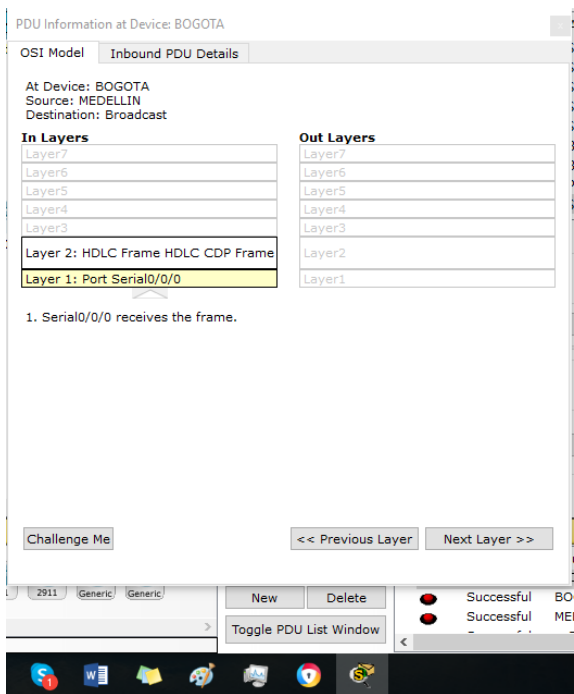 PDU Information at Device: BOGOTA
OSI Model
Inbound PDU Details
At Device: BOGOTA
Source: MEDELLIN
Destination: Broadcast
In Layers
Layer7
Layer6
Layer5
Layer4
Layer3
Layer 2: HDLC Frame HDLC CDP Frame
Layer 1: Port Serial0/0/0
Out Layers
Layer7
Layer6
Layer5
Layer4
Layer3
Layer2
Layer1
1. Serial0/0/0 receives the frame.
Challenge Me
<< Previous Layer
Next Layer >>
2911
Generic
Generic
New
Delete
Toggle PDU List Window
Successful BO
Successful MEI